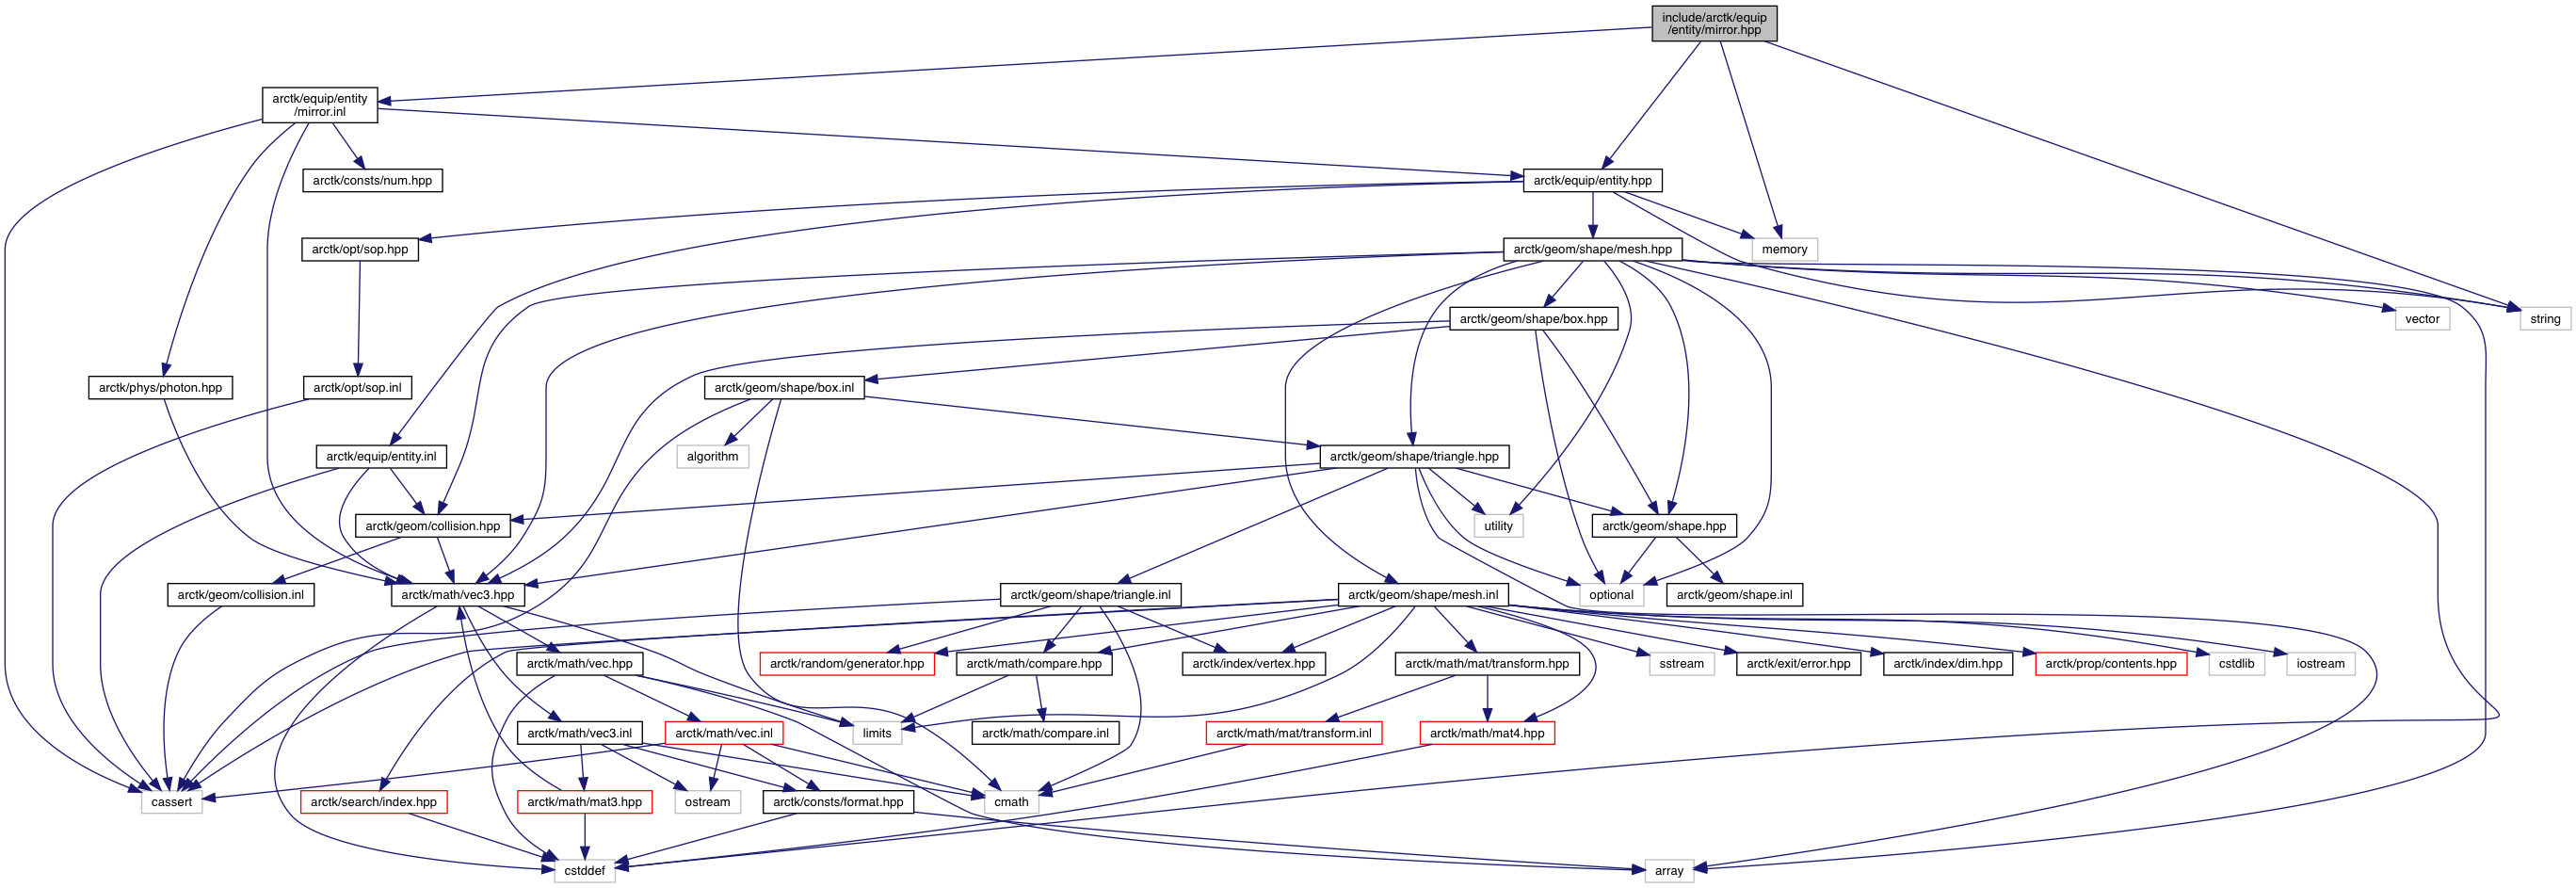 include/arctk/equip
/entity/mirror.hpp
arctk/equip/entity
/mirror.inl
arctk/consts/num.hpp
arctk/equip/entity.hpp
arctk/opt/sop.hpp
arctk/geom/shape/mesh.hpp
memory
arctk/geom/shape/box.hpp
vector
string
arctk/phys/photon.hpp
arctk/opt/sop.inl
arctk/geom/shape/box.inl
arctk/equip/entity.inl
algorithm
arctk/geom/shape/triangle.hpp
arctk/geom/collision.hpp
utility
arctk/geom/shape.hpp
arctk/geom/collision.inl
arctk/math/vec3.hpp
arctk/geom/shape/triangle.inl
arctk/geom/shape/mesh.inl
optional
arctk/geom/shape.inl
arctk/math/vec.hpp
arctk/random/generator.hpp
arctk/math/compare.hpp
arctk/index/vertex.hpp
arctk/math/mat/transform.hpp
sstream
arctk/exit/error.hpp
arctk/index/dim.hpp
arctk/prop/contents.hpp
cstdlib
iostream
arctk/math/vec3.inl
arctk/math/vec.inl
limits
arctk/math/compare.inl
arctk/math/mat/transform.inl
arctk/math/mat4.hpp
cassert
arctk/search/index.hpp
arctk/math/mat3.hpp
ostream
arctk/consts/format.hpp
cmath
cstddef
array